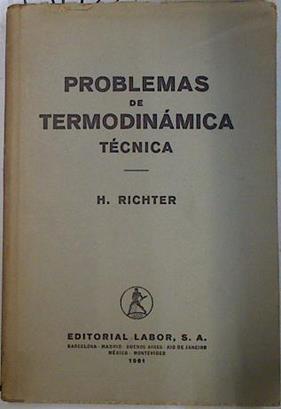 PROBLEMAS
DE
TERMODINÁMICA
TÉCNICA
H. RICHTER
EDITORIAL LABOR, S. A.
BARCELONA - MADRID - BUENOS AIRES - RIO DE JANEIRO
MÉXICO - MONTEVIDEO
1961